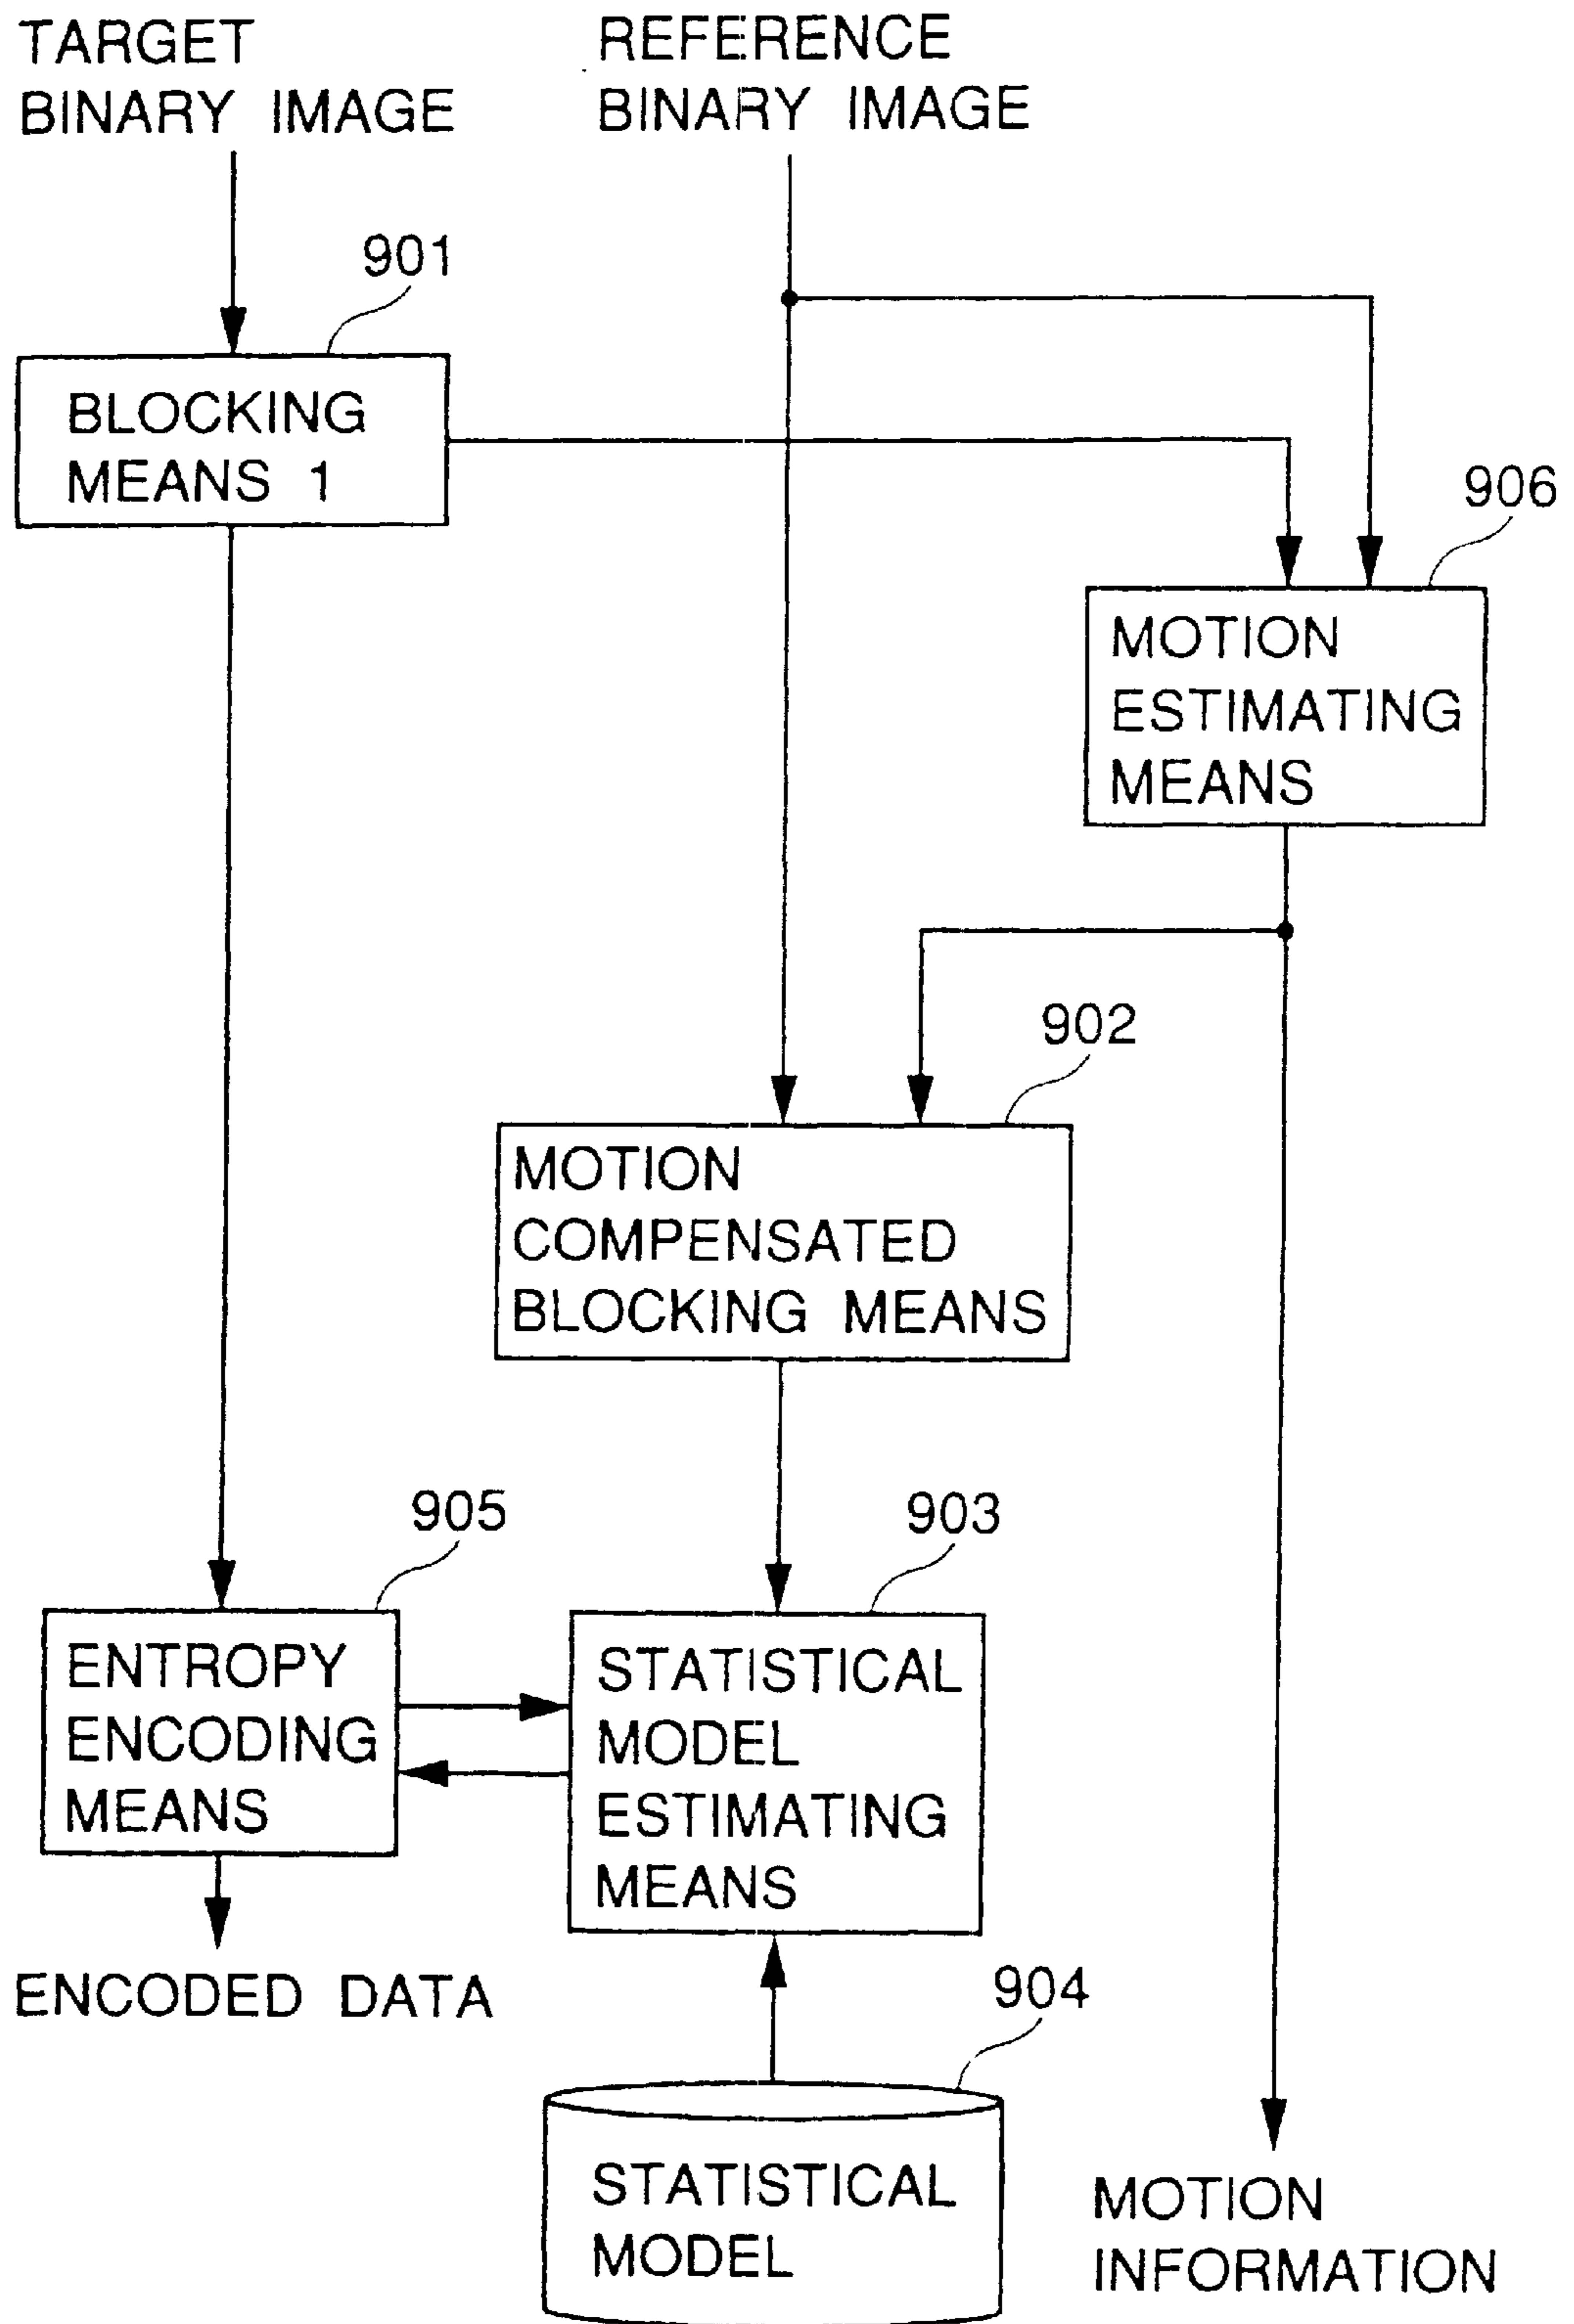 TARGET
BINARY IMAGE
REFERENCE
BINARY IMAGE
901
BLOCKING
MEANS 1
906
MOTION
ESTIMATING
MEANS
902
MOTION
COMPENSATED
BLOCKING MEANS
905
ENTROPY
ENCODING
MEANS
903
STATISTICAL
MODEL
ESTIMATING
MEANS
ENCODED DATA
904
STATISTICAL
MODEL
MOTION
INFORMATION